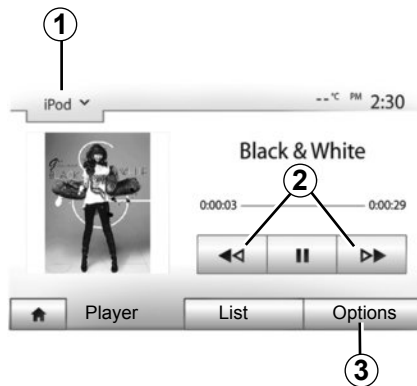 1
iPod
--°C PM 2:30
Black & White
2
0:00:03 0:00:29
Player List Options
3